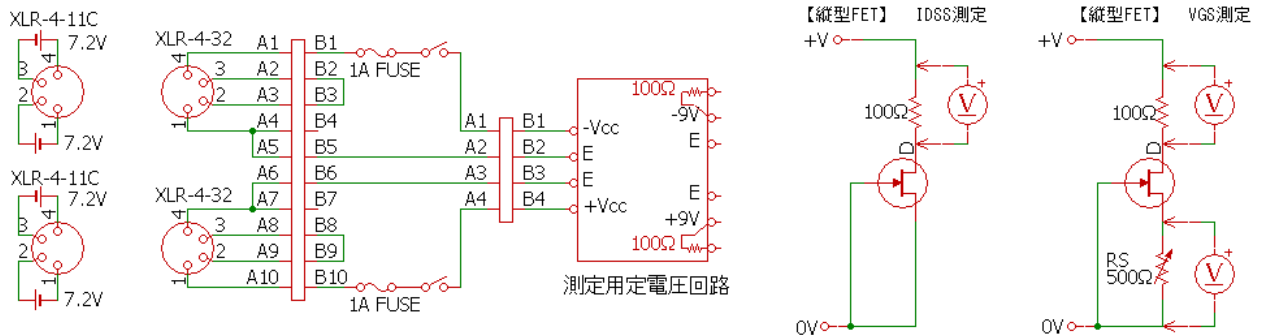 XLR-4-11C
7.2V
4
3
2
1
7.2V
XLR-4-11C
7.2V
4
3
2
1
7.2V
XLR-4-32
4
3
2
1
XLR-4-32
4
3
2
1
A1 B1
A2 B2
A3 B3
A4 B4
A5 B5
A6 B6
A7 B7
A8 B8
A9 B9
A10 B10
1A FUSE
1A FUSE
A1 B1
A2 B2
A3 B3
A4 B4
-Vcc
E
E
+Vcc
100Ω
-9V
E
E
+9V
100Ω
測定用定電圧回路
【縦型FET】 IDSS測定
+V
100Ω
V
+
D
0V
【縦型FET】 VGS測定
+V
100Ω
V
+
D
RS
500Ω
V
+
0V